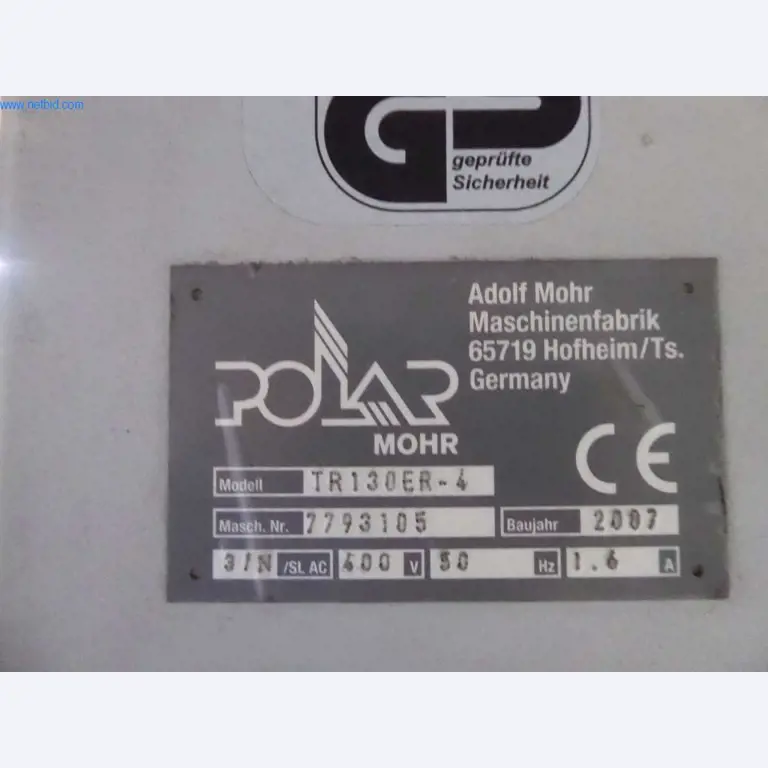 www.netbid.com
geprüfte
Sicherheit
Adolf Mohr
Maschinenfabrik
65719 Hofheim/Ts.
Germany
POLAR
MOHR
CE
Modell TR130ER-4
Masch. Nr. 7793105 Baujahr 2007
3/N /SL AC 400 V 50 Hz 1.6 A